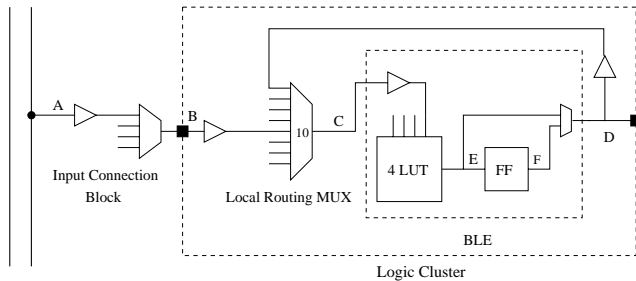 A
B
10
C
Input Connection
Block
Local Routing MUX
4 LUT
E
FF
F
D
BLE
Logic Cluster